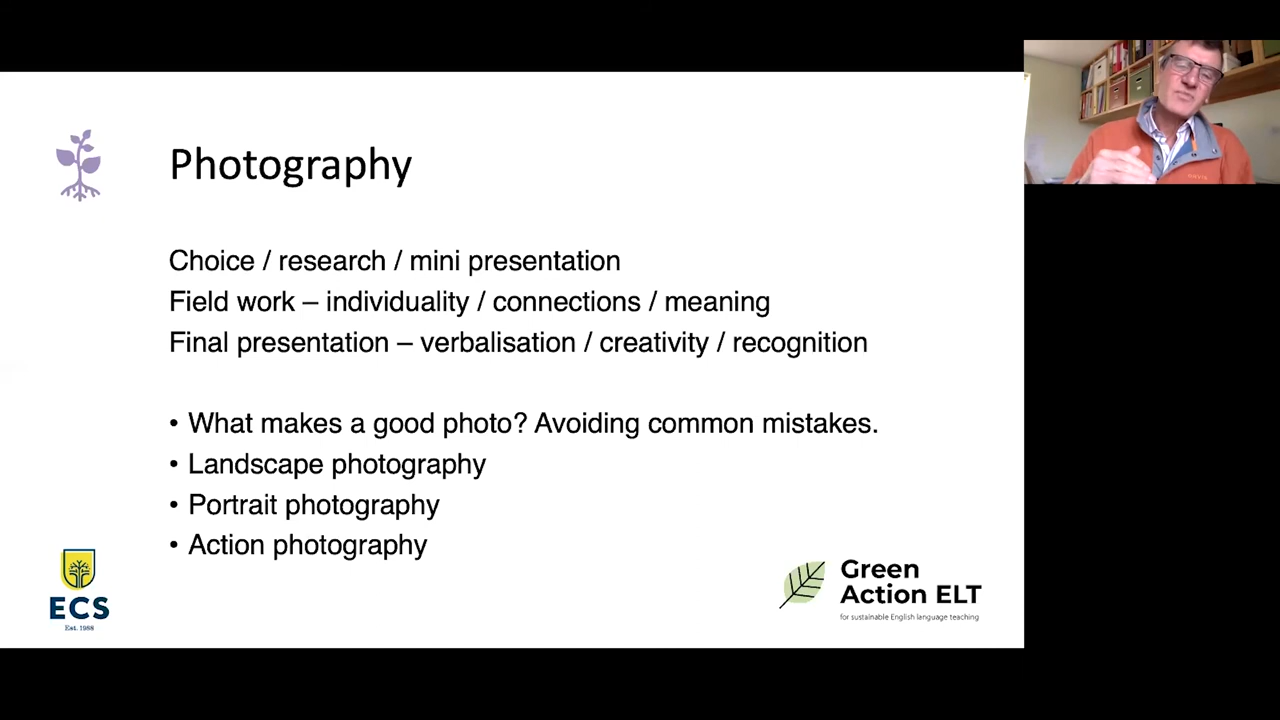 Photography
Choice / research / mini presentation
Field work – individuality / connections / meaning
Final presentation – verbalisation / creativity / recognition
• What makes a good photo? Avoiding common mistakes.
• Landscape photography
• Portrait photography
• Action photography
ECS
Est. 1988
Green
Action ELT
for sustainable English language teaching